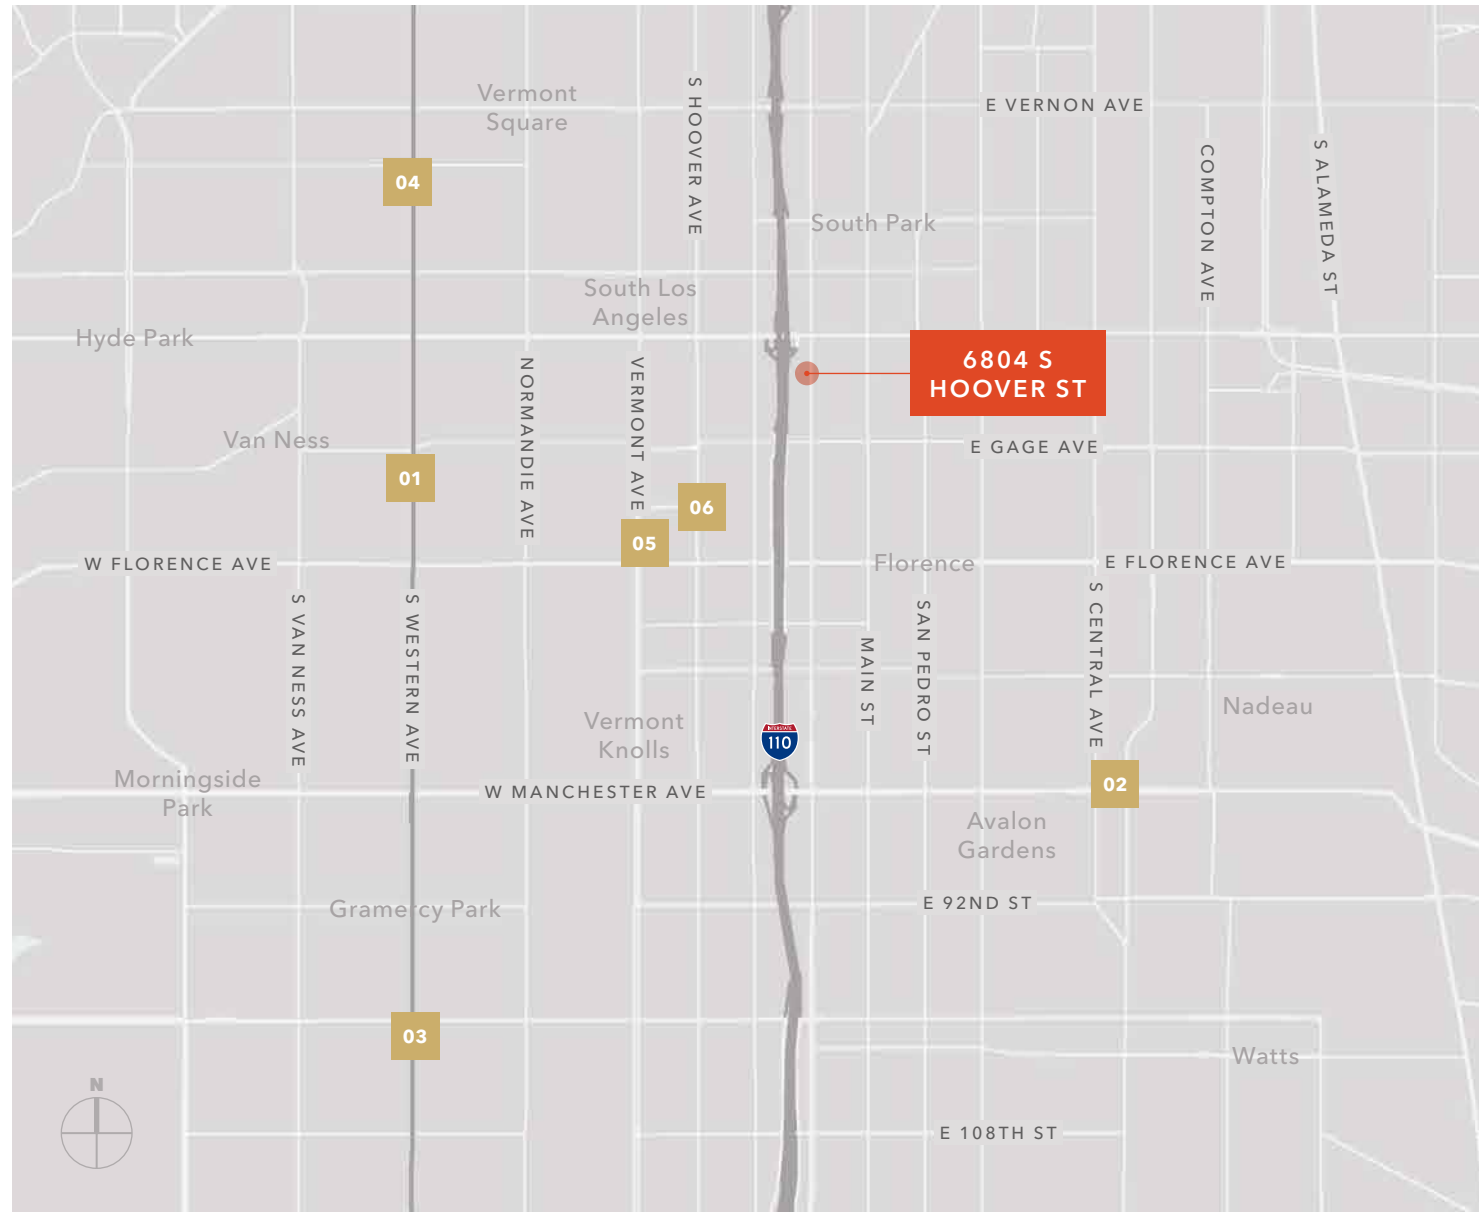 Vermont
Square
S HOOVER AVE
E VERNON AVE
COMPTON AVE
S ALAMEDA ST
04
South Park
South Los
Angeles
Hyde Park
6804 S
HOOVER ST
NORMANDIE AVE
VERMONT AVE
Van Ness
E GAGE AVE
01
06
05
W FLORENCE AVE
Florence
E FLORENCE AVE
S VAN NESS AVE
S WESTERN AVE
MAIN ST
SAN PEDRO ST
S CENTRAL AVE
Nadeau
Vermont
Knolls
INTERSTATE
110
Morningside
Park
W MANCHESTER AVE
02
Avalon
Gardens
Gramercy Park
E 92ND ST
03
Watts
N
E 108TH ST